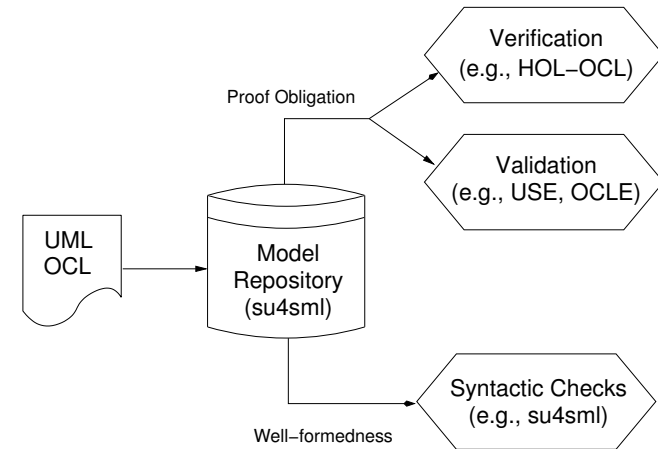 Verification
(e.g., HOL−OCL)
Proof Obligation
Validation
(e.g., USE, OCLE)
UML
OCL
Model
Repository
(su4sml)
Syntactic Checks
(e.g., su4sml)
Well−formedness